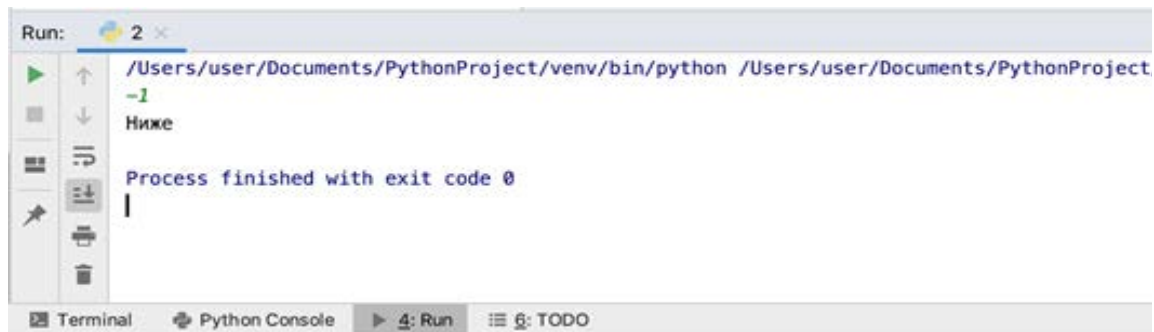 Run: 2
/Users/user/Documents/PythonProject/venv/bin/python /Users/user/Documents/PythonProject/
-1
Ниже
Process finished with exit code 0
Terminal Python Console 4: Run 6: TODO